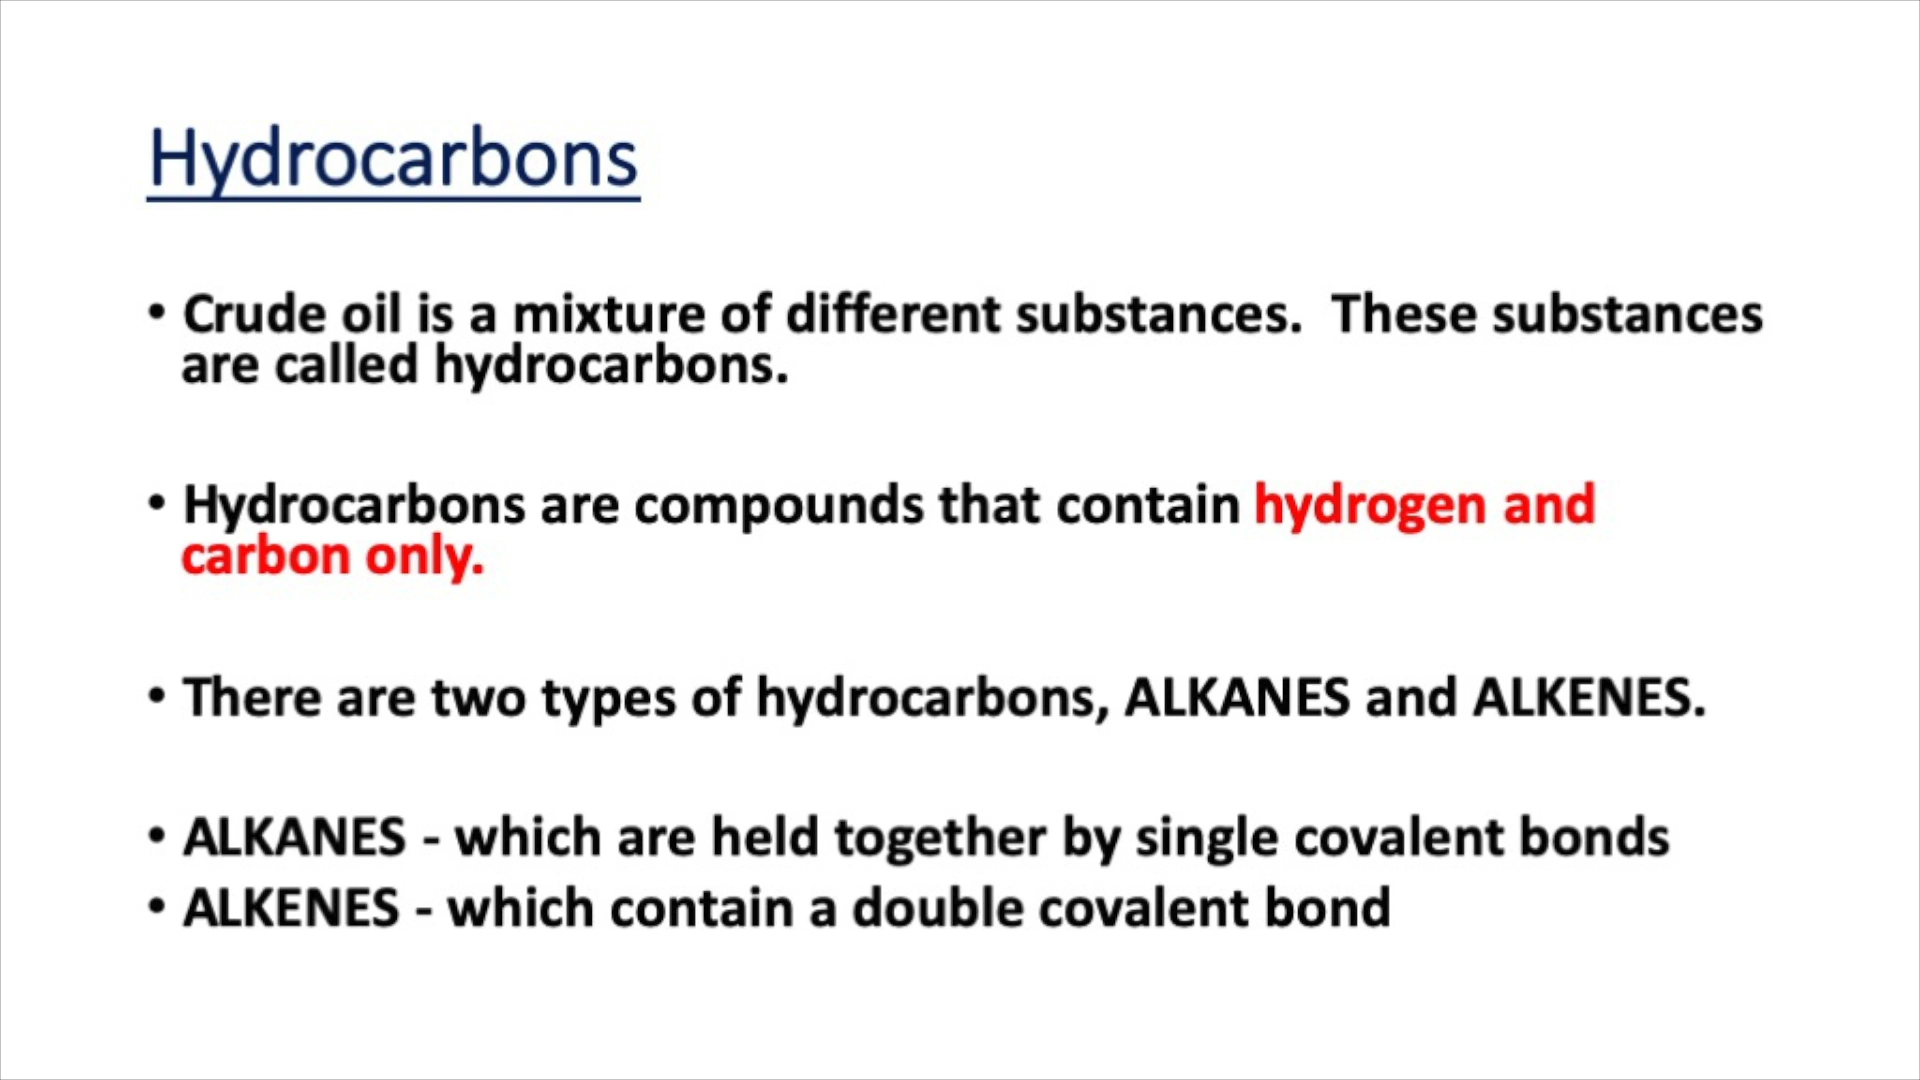 Hydrocarbons
• Crude oil is a mixture of different substances.  These substances
are called hydrocarbons.
• Hydrocarbons are compounds that contain hydrogen and
carbon only.
• There are two types of hydrocarbons, ALKANES and ALKENES.
• ALKANES - which are held together by single covalent bonds
• ALKENES - which contain a double covalent bond